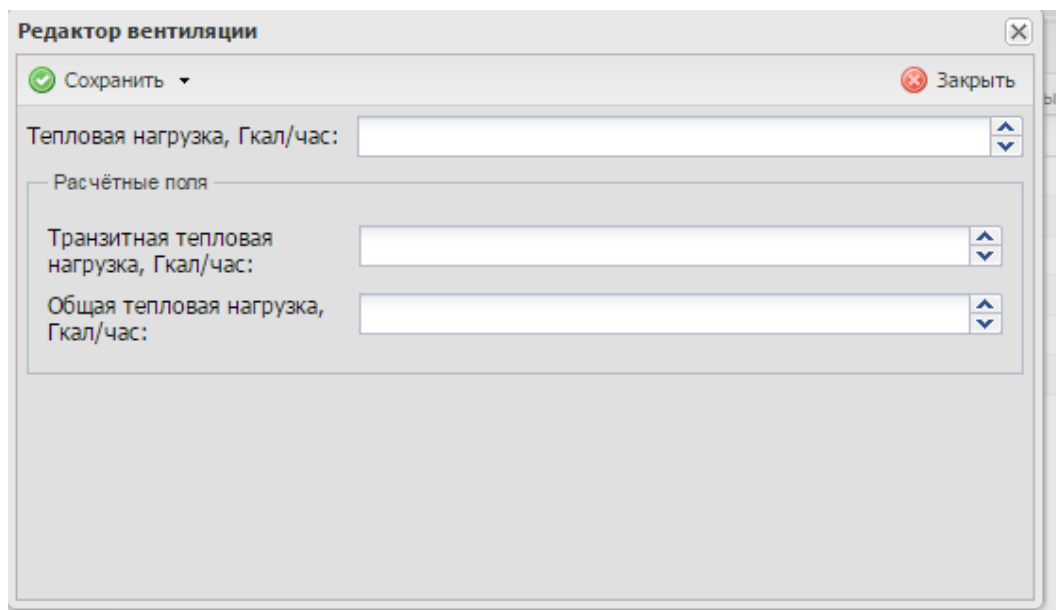 Редактор вентиляции
Сохранить
Закрыть
Тепловая нагрузка, Гкал/час:
Расчётные поля
Транзитная тепловая
нагрузка, Гкал/час:
Общая тепловая нагрузка,
Гкал/час: